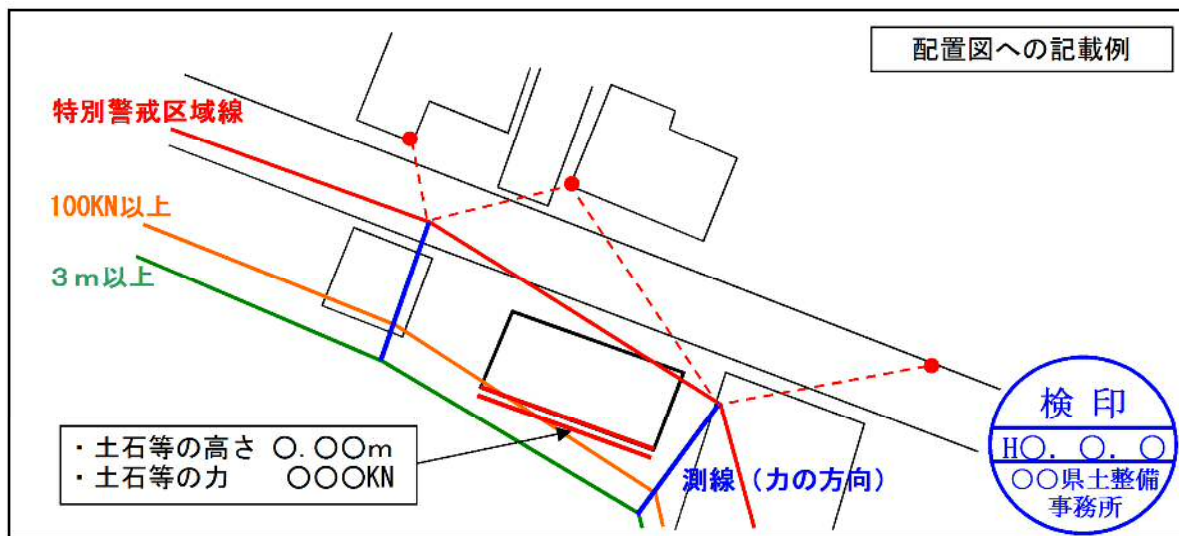 配置図への記載例
特別警戒区域線
100KN以上
3m以上
・土石等の高さ 〇.〇〇m
・土石等の力 〇〇〇KN
測線（力の方向）
検印
H〇. 〇. 〇
〇〇県土整備
事務所